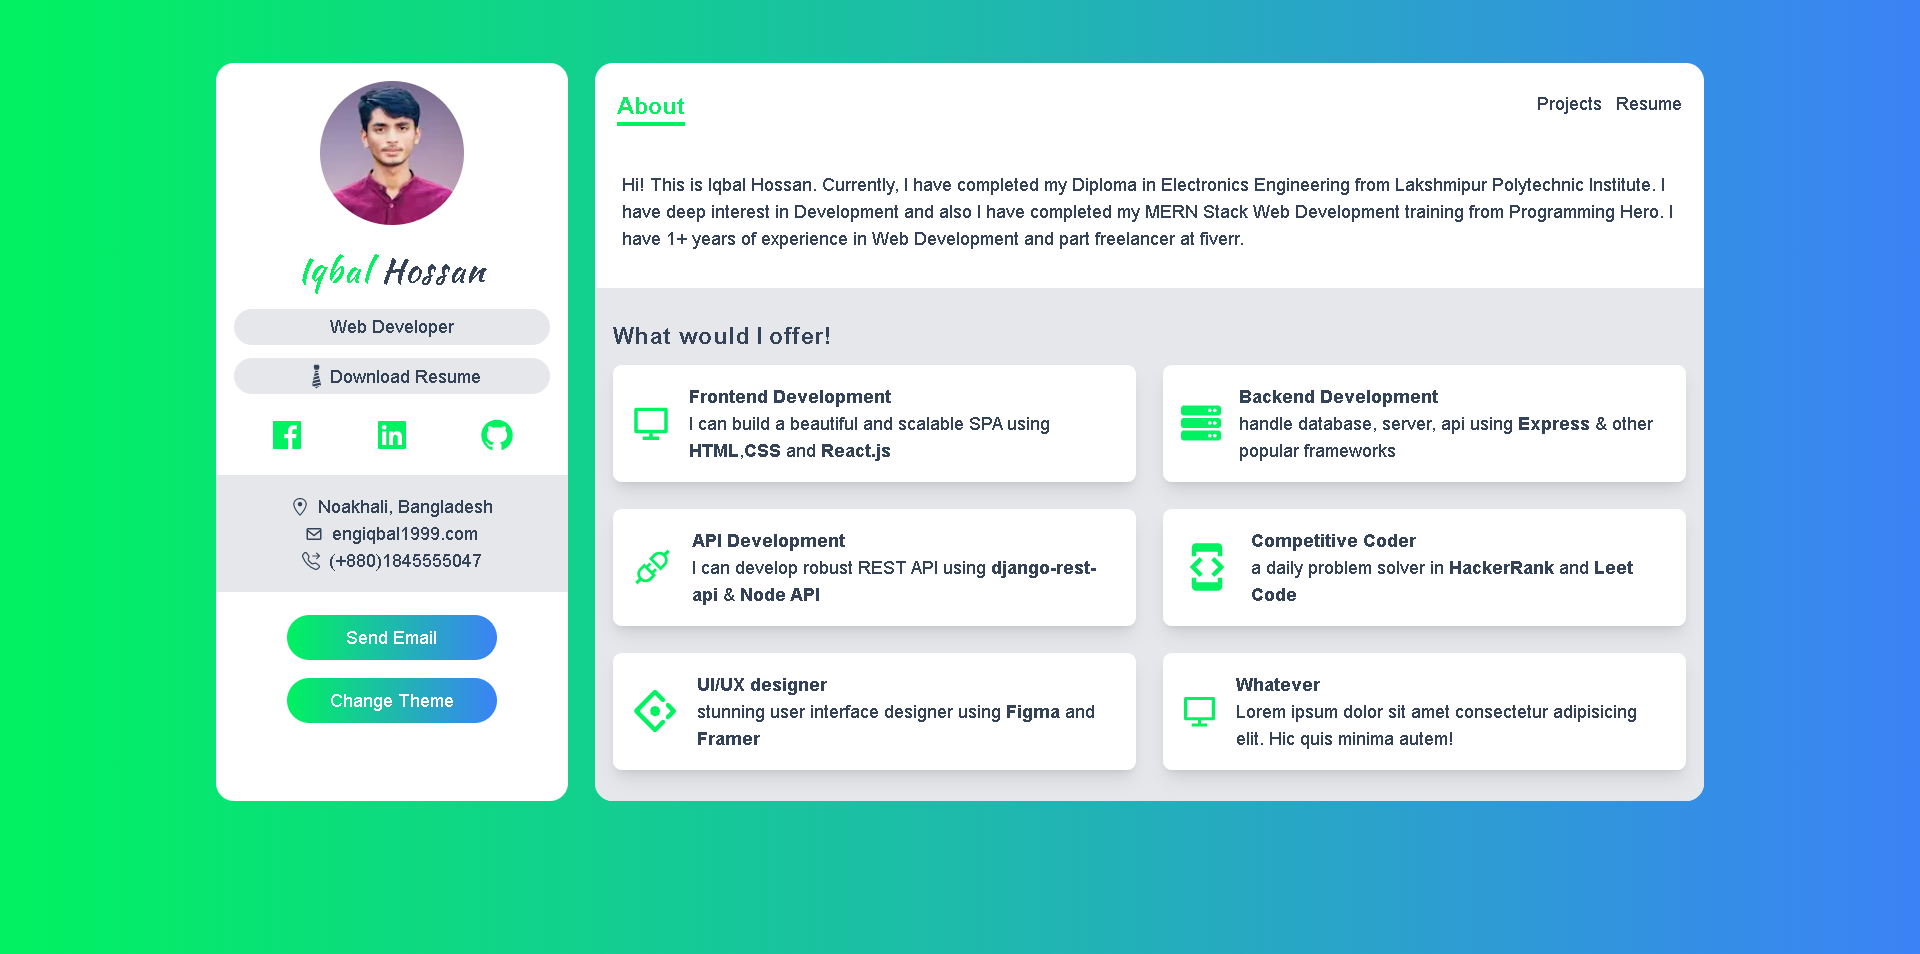 Iqbal Hossan
Web Developer
Download Resume
Noakhali, Bangladesh
engiqbal1999.com
(+880)1845555047
Send Email
Change Theme
About
Projects Resume
Hi! This is Iqbal Hossan. Currently, I have completed my Diploma in Electronics Engineering from Lakshmipur Polytechnic Institute. I
have deep interest in Development and also I have completed my MERN Stack Web Development training from Programming Hero. I
have 1+ years of experience in Web Development and part freelancer at fiverr.
What would I offer!
Frontend Development
I can build a beautiful and scalable SPA using
HTML,CSS and React.js
Backend Development
handle database, server, api using Express & other
popular frameworks
API Development
I can develop robust REST API using django-rest-
api & Node API
Competitive Coder
a daily problem solver in HackerRank and Leet
Code
UI/UX designer
stunning user interface designer using Figma and
Framer
Whatever
Lorem ipsum dolor sit amet consectetur adipisicing
elit. Hic quis minima autem!